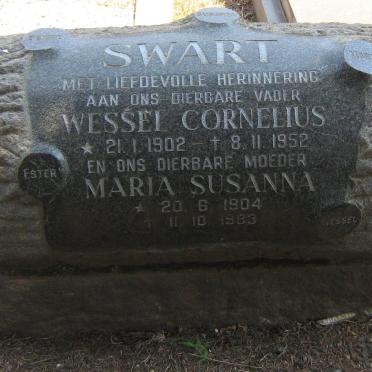 SWART
MET LIEFDEVOLLE HERINNERING
AAN ONS DIERBARE VADER
WESSEL CORNELIUS
★ 21.1.1902 – † 8.11.1952
EN ONS DIERBARE MOEDER
ESTER
MARIA SUSANNA
★ 20.6.1904
† 11.10.1983
WESSEL